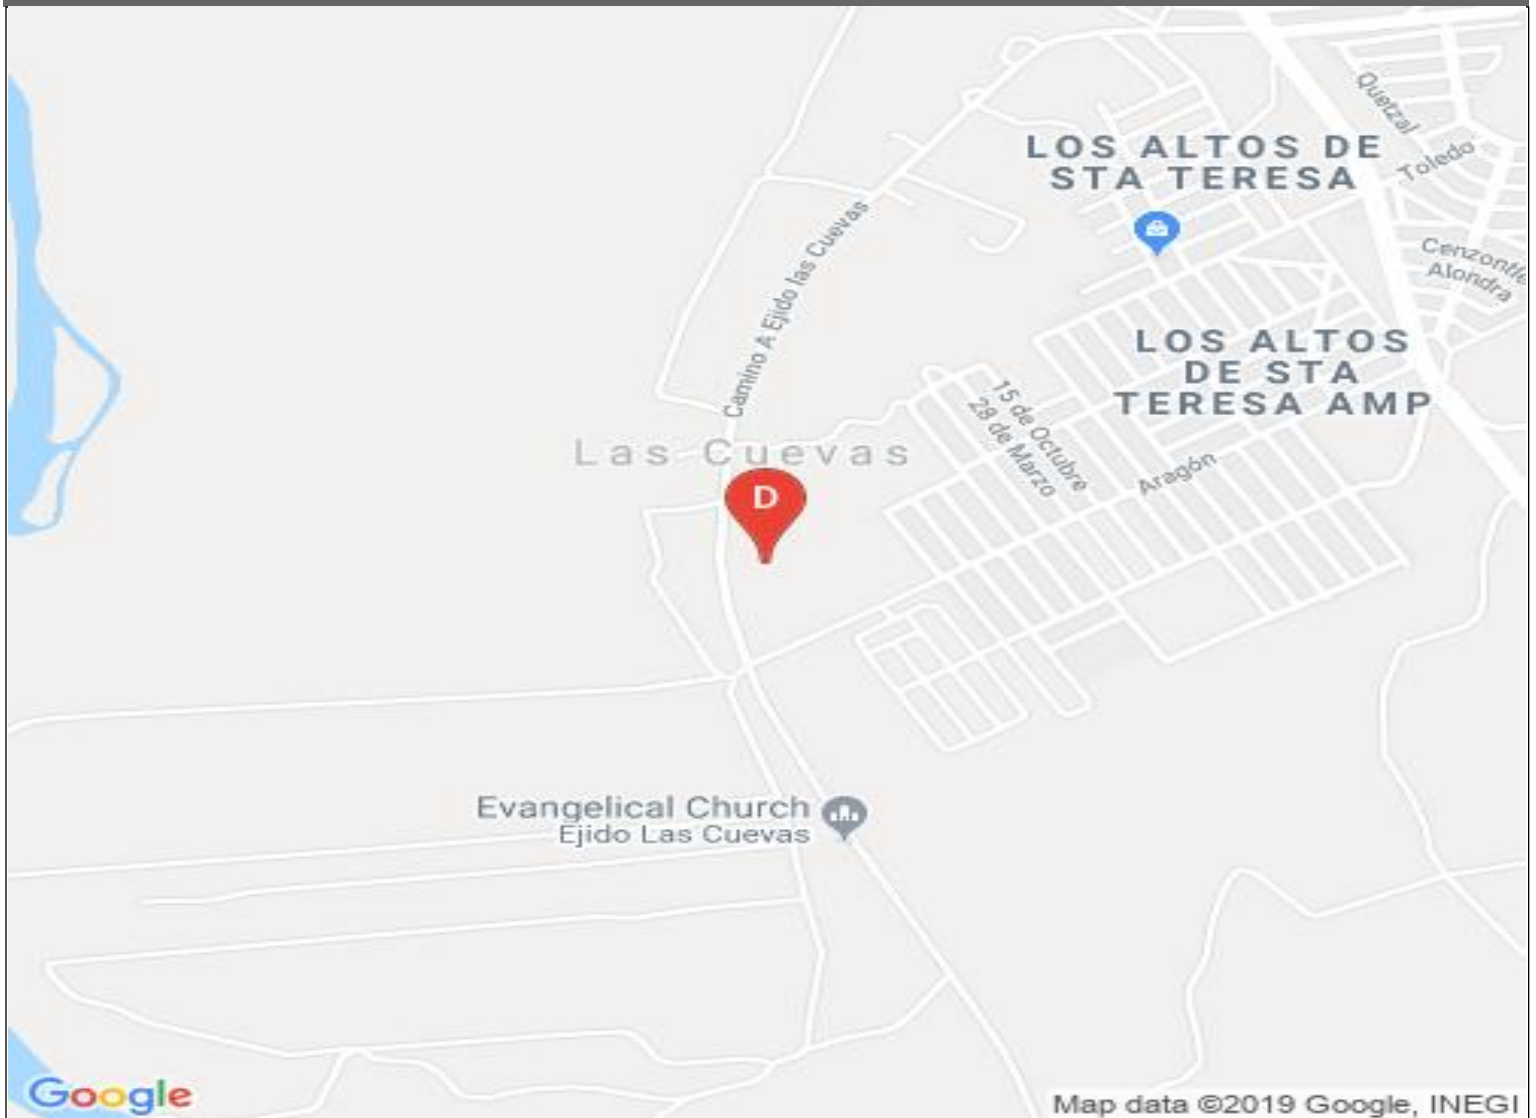 Quetzal
LOS ALTOS DE
STA TERESA
Toledo
Camino A Ejido las Cuevas
Cenzontle
Alondra
LOS ALTOS
DE STA
TERESA AMP
15 de Octubre
28 de Marzo
Las Cuevas
Aragón
D
Evangelical Church
Ejido Las Cuevas
Google
Map data ©2019 Google, INEGI